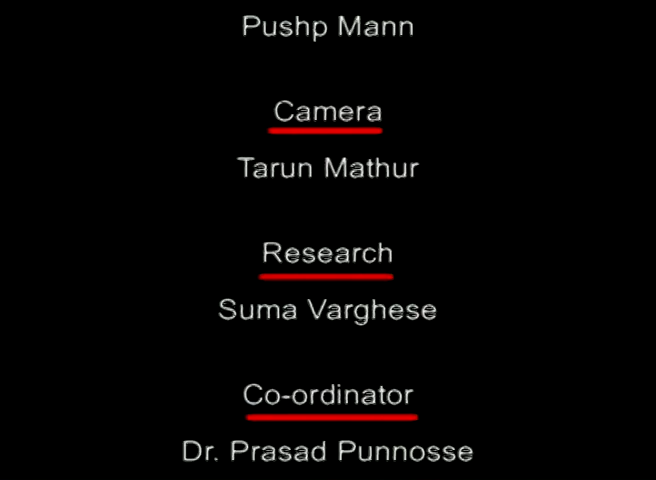 Pushp Mann
Camera
Tarun Mathur
Research
Suma Varghese
Co-ordinator
Dr. Prasad Punnosse